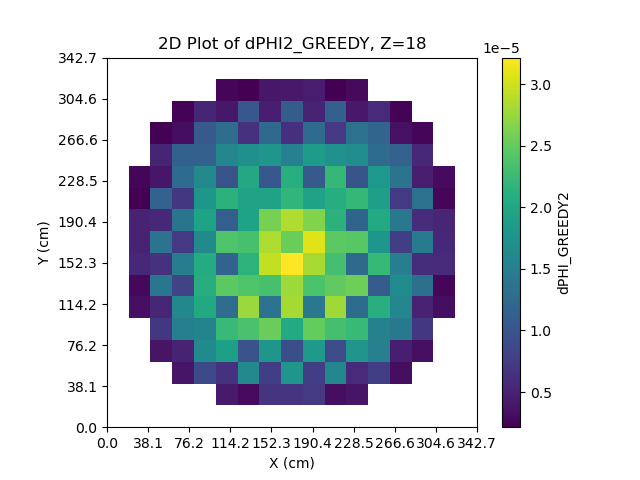 2D Plot of dPHI2_GREEDY, Z=18
1e−5
342.7
304.6
266.6
228.5
190.4
152.3
114.2
76.2
38.1
0.0
Y (cm)
0.0 38.1 76.2 114.2 152.3 190.4 228.5 266.6 304.6 342.7
X (cm)
3.0
2.5
2.0
1.5
1.0
0.5
dPHI_GREEDY2